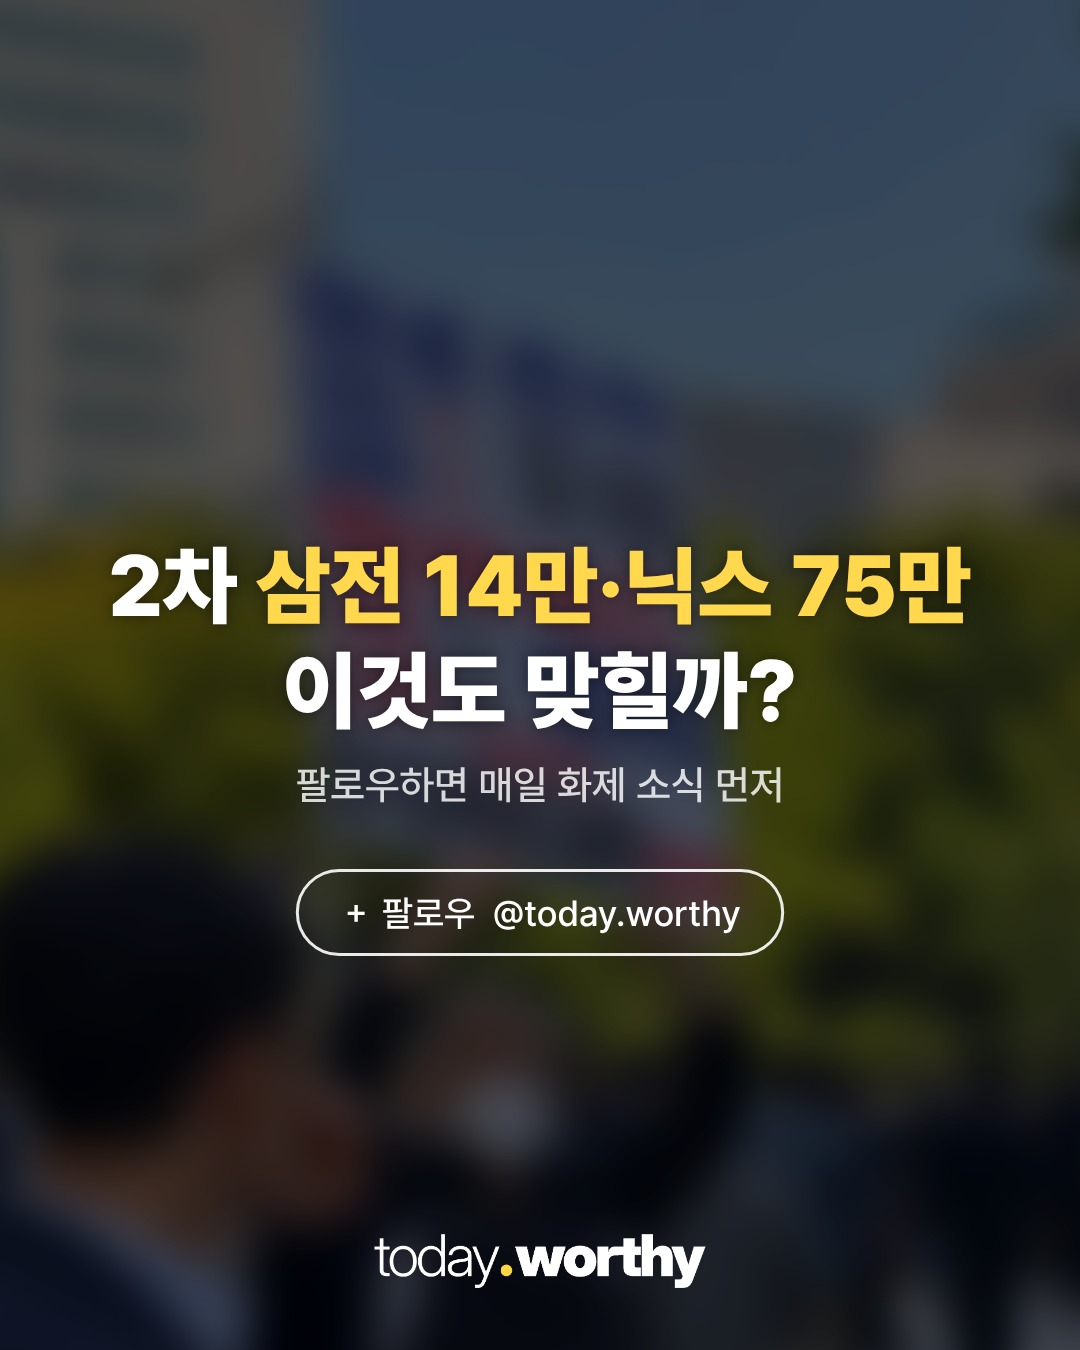 2차 삼전 14만·닉스 75만
이것도 맞힐까?
팔로우하면 매일 화제 소식 먼저
+ 팔로우 @today.worthy
today.worthy